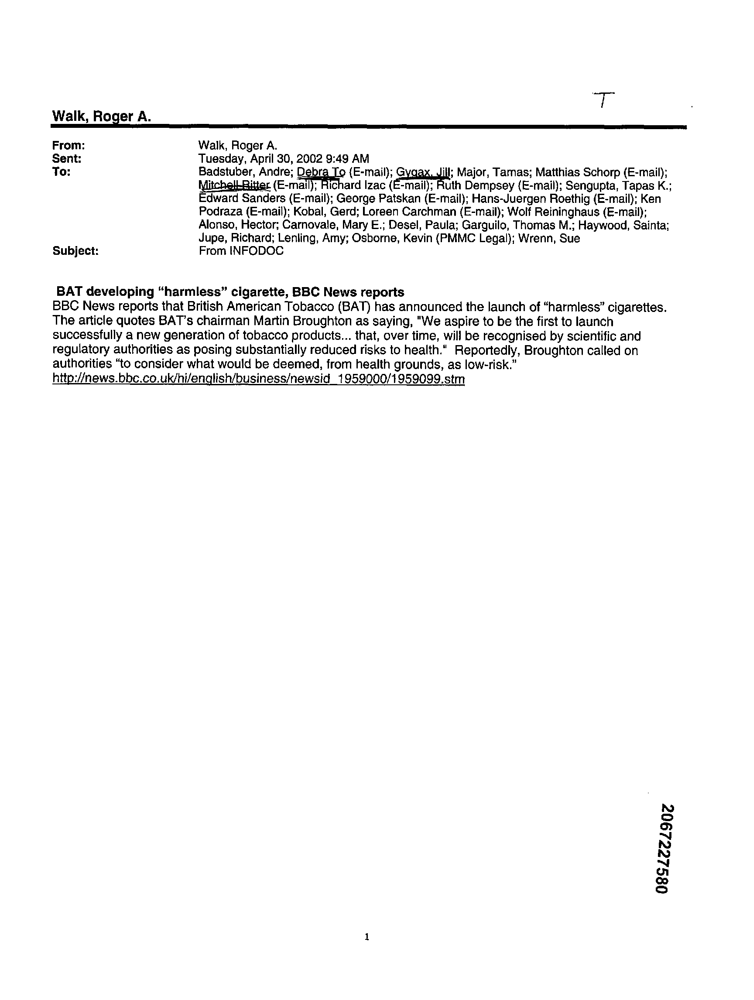 T
Walk, Roger A.
From: Walk, Roger A.
Sent: Tuesday, April 30, 2002 9:49 AM
To: Badstuber, Andre; Debra To (E-mail); Gygax, Jill; Major, Tamas; Matthias Schorp (E-mail);
Mitchell Ritter (E-mail); Richard Izac (E-mail); Ruth Dempsey (E-mail); Sengupta, Tapas K.;
Edward Sanders (E-mail); George Patskan (E-mail); Hans-Juergen Roethig (E-mail); Ken
Podraza (E-mail); Kobal, Gerd; Loreen Carchman (E-mail); Wolf Reininghaus (E-mail);
Alonso, Hector; Carnovale, Mary E.; Desel, Paula; Garguilo, Thomas M.; Haywood, Sainta;
Jupe, Richard; Lenling, Amy; Osborne, Kevin (PMMC Legal); Wrenn, Sue
Subject: From INFODOC
BAT developing "harmless" cigarette, BBC News reports
BBC News reports that British American Tobacco (BAT) has announced the launch of "harmless" cigarettes.
The article quotes BAT's chairman Martin Broughton as saying, "We aspire to be the first to launch
successfully a new generation of tobacco products... that, over time, will be recognised by scientific and
regulatory authorities as posing substantially reduced risks to health." Reportedly, Broughton called on
authorities "to consider what would be deemed, from health grounds, as low-risk."
http://news.bbc.co.uk/hi/english/business/newsid_1959000/1959099.stm
2067227580
1